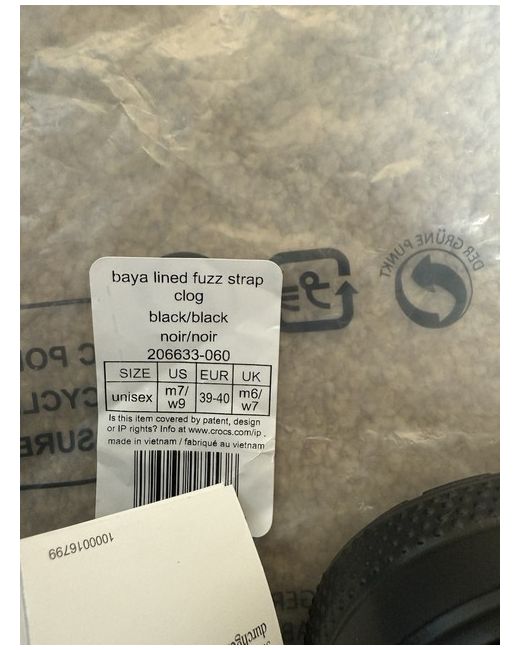 DER GRÜNE PUNKT
baya lined fuzz strap
clog
black/black
noir/noir
206633-060
SIZE US EUR UK
unisex m7/w9 39-40 m6/w7
Is this item covered by patent, design
or IP rights? Info at www.crocs.com/ip.
made in vietnam / fabriqué au vietnam
1000016799